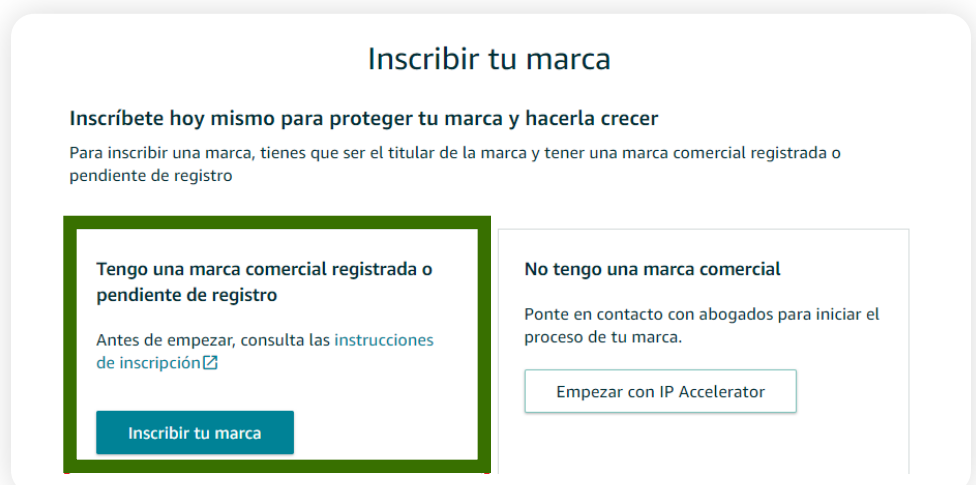 Inscribir tu marca
Inscríbete hoy mismo para proteger tu marca y hacerla crecer
Para inscribir una marca, tienes que ser el titular de la marca y tener una marca comercial registrada o
pendiente de registro
Tengo una marca comercial registrada o
pendiente de registro
Antes de empezar, consulta las instrucciones
de inscripción
Inscribir tu marca
No tengo una marca comercial
Ponte en contacto con abogados para iniciar el
proceso de tu marca.
Empezar con IP Accelerator